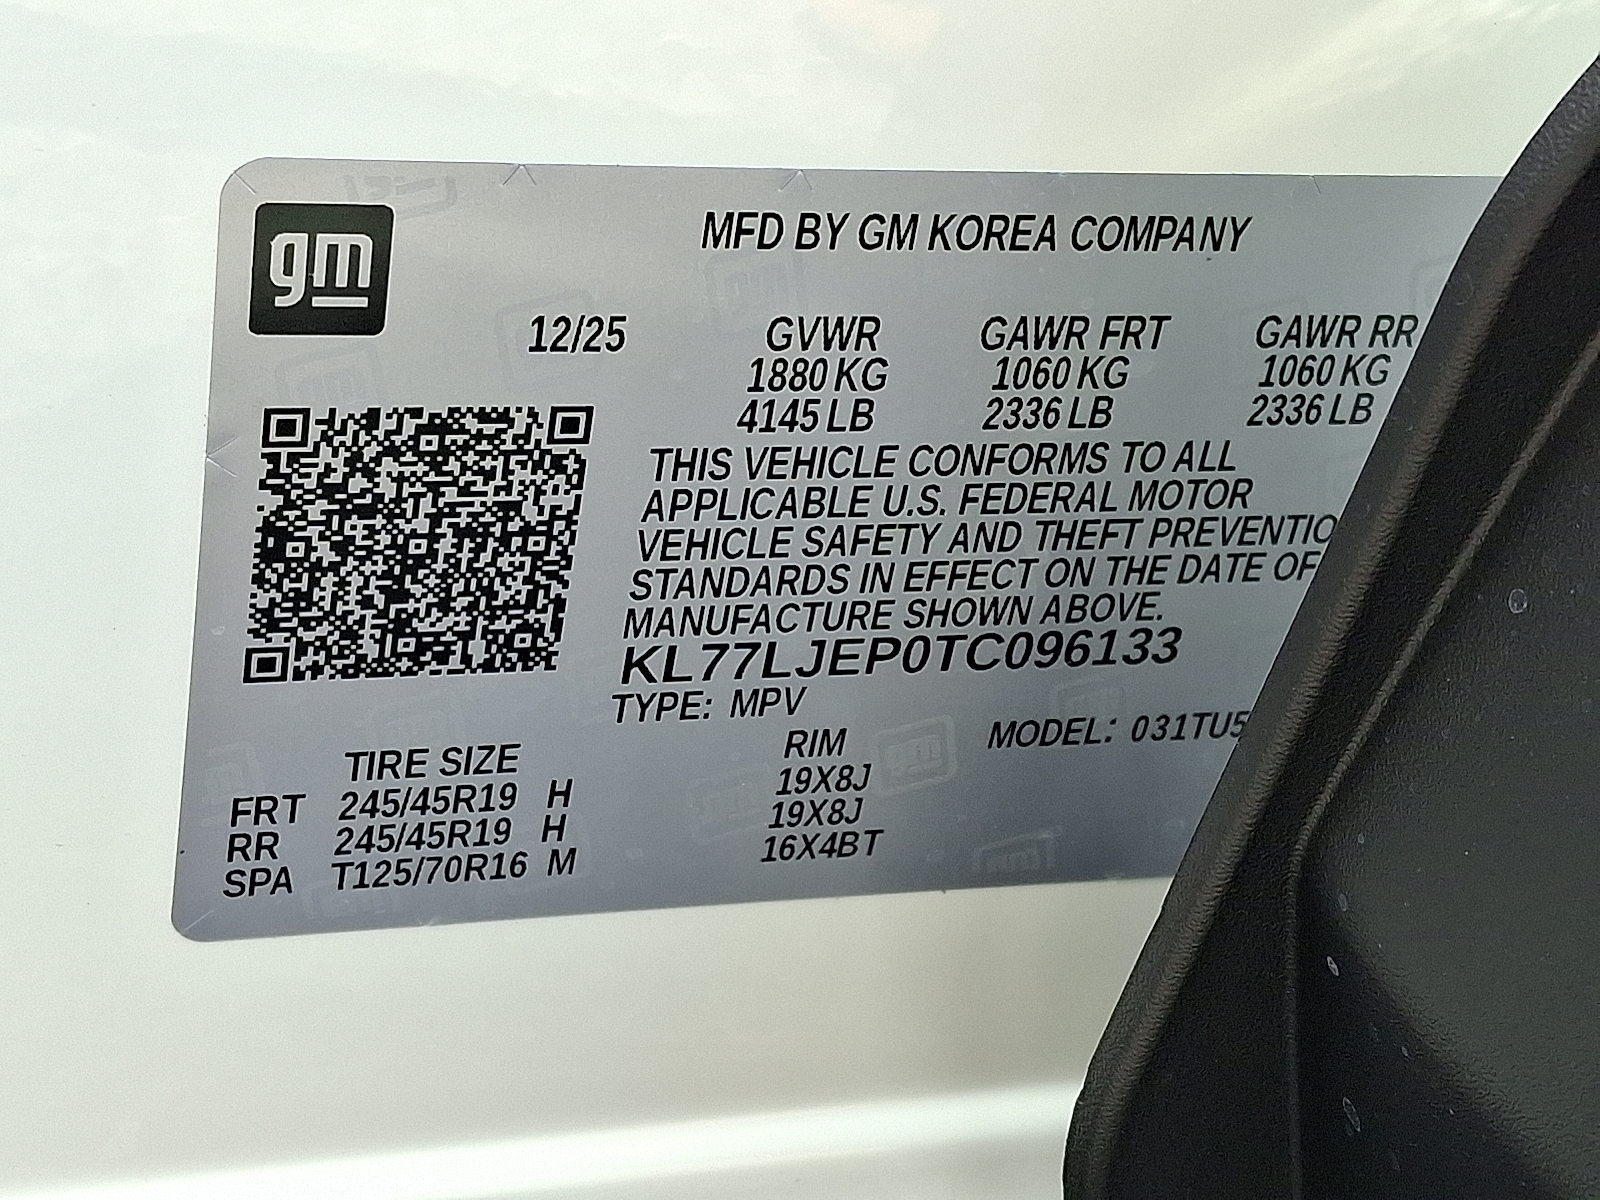 gm
MFD BY GM KOREA COMPANY
12/25 GVWR GAWR FRT GAWR RR
1880 KG 1060 KG 1060 KG
4145 LB 2336 LB 2336 LB
THIS VEHICLE CONFORMS TO ALL
APPLICABLE U.S. FEDERAL MOTOR
VEHICLE SAFETY AND THEFT PREVENTIO
STANDARDS IN EFFECT ON THE DATE OF
MANUFACTURE SHOWN ABOVE.
KL77LJEP0TC096133
TYPE: MPV
MODEL: 031TU5
TIRE SIZE RIM
FRT 245/45R19 H 19X8J
RR 245/45R19 H 19X8J
SPA T125/70R16 M 16X4BT